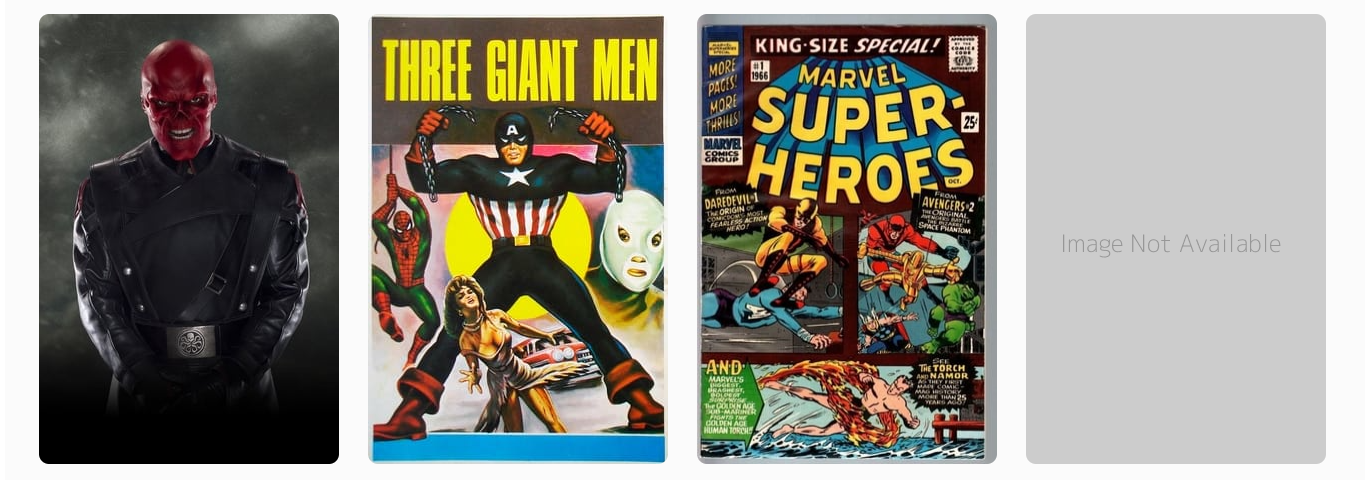 THREE GIANT MEN
A
KING-SIZE SPECIAL!
APPROVED
BY THE
COMICS
CODE
AUTHORITY
MORE
PAGES!
MORE
THRILLS!
#1
1966
MARVEL
COMICS
GROUP
MARVEL
SUPER-
HEROES
25¢
OCT.
FROM
DAREDEVIL #1
THE ORIGIN OF
COMICDOM'S MOST
FEARLESS ACTION
HERO!
FROM
AVENGERS #2
THE ORIGINAL
AVENGERS BATTLE
THE BIZARRE
SPACE PHANTOM
AND
MARVEL'S
BIGGEST,
BRASHEST,
BOLDEST
SURPRISE
THE GOLDEN AGE
SUB-MARINER
FIGHTS THE
GOLDEN AGE
HUMAN TORCH!
SEE
THE TORCH
AND NAMOR
AS THEY FIRST
MADE COMIC-
MAG HISTORY
MORE THAN 25
YEARS AGO!
Image Not Available